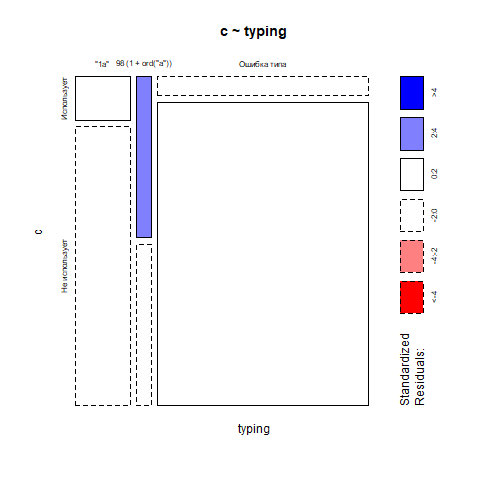 c ~ typing
"1a"
98 (1 + ord("a"))
Ошибка типа
Использует
Не использует
c
typing
>4
2:4
0:2
-2:0
-4:-2
<-4
Standardized
Residuals: